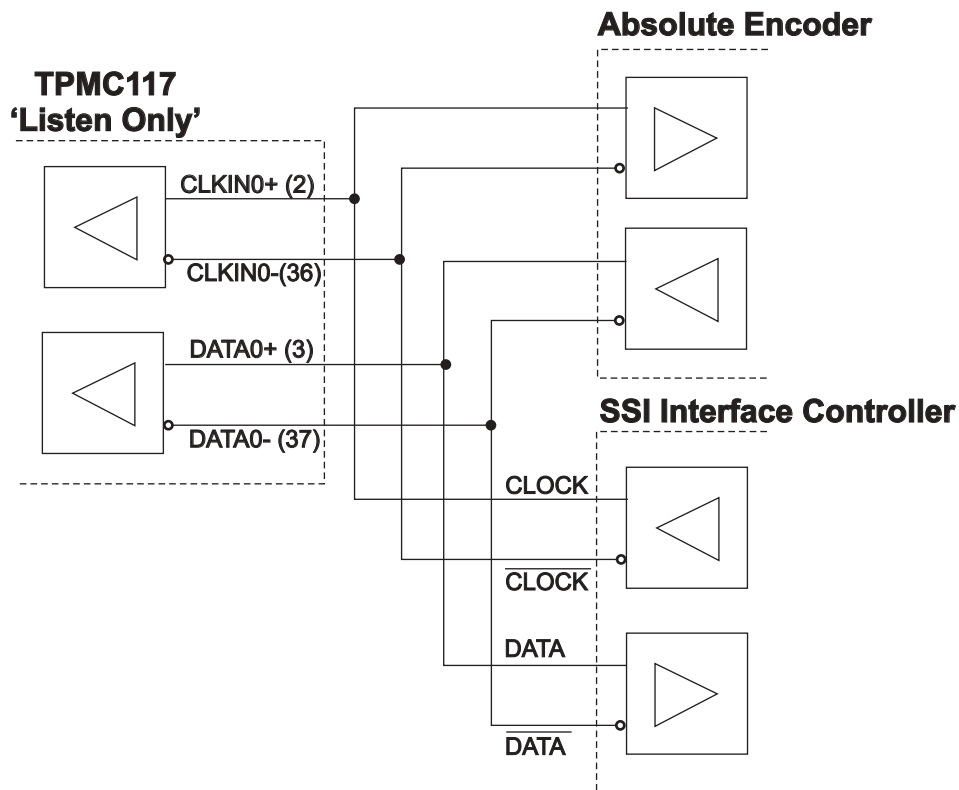 Absolute Encoder
TPMC117
‘Listen Only’
CLKIN0+ (2)
CLKIN0-(36)
DATA0+ (3)
DATA0- (37)
SSI Interface Controller
CLOCK
CLOCK
DATA
DATA